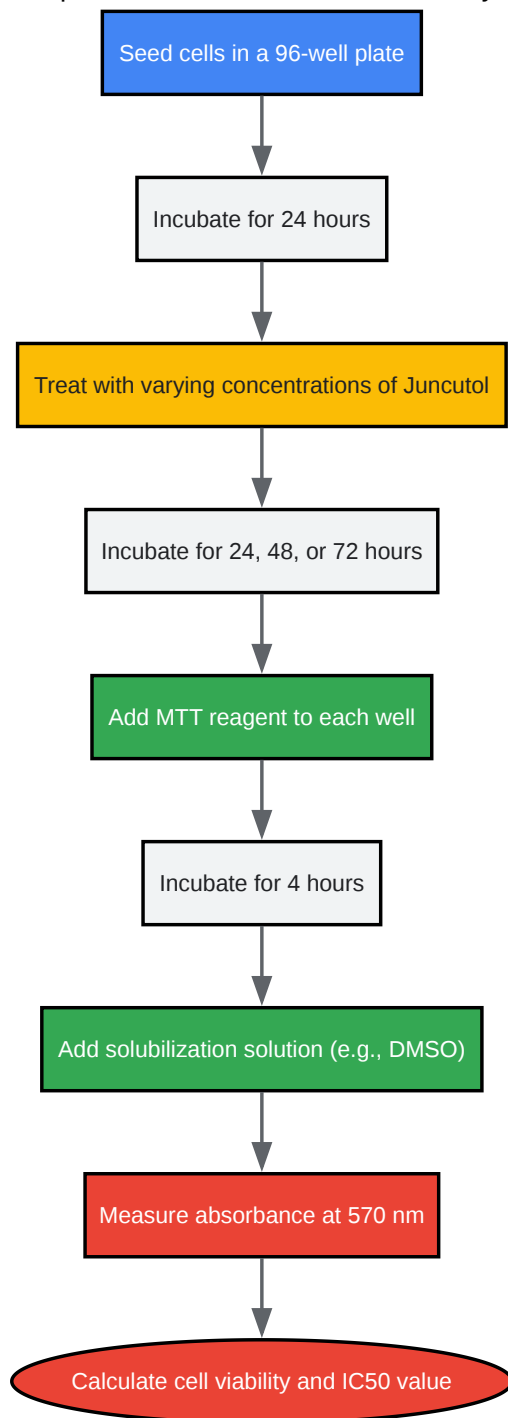 Seed cells in a 96-well plate
Incubate for 24 hours
Treat with varying concentrations of Juncutol
Incubate for 24, 48, or 72 hours
Add MTT reagent to each well
Incubate for 4 hours
Add solubilization solution (e.g., DMSO)
Measure absorbance at 570 nm
Calculate cell viability and IC50 value